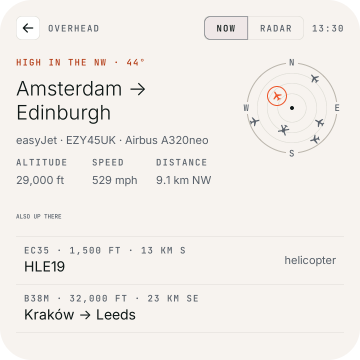 ← OVERHEAD NOW RADAR 13:30
HIGH IN THE NW · 44°
Amsterdam →
Edinburgh
easyJet · EZY45UK · Airbus A320neo
ALTITUDE SPEED DISTANCE
29,000 ft 529 mph 9.1 km NW
N
W E
S
ALSO UP THERE
EC35 · 1,500 FT · 13 KM S
HLE19 helicopter
B38M · 32,000 FT · 23 KM SE
Kraków → Leeds